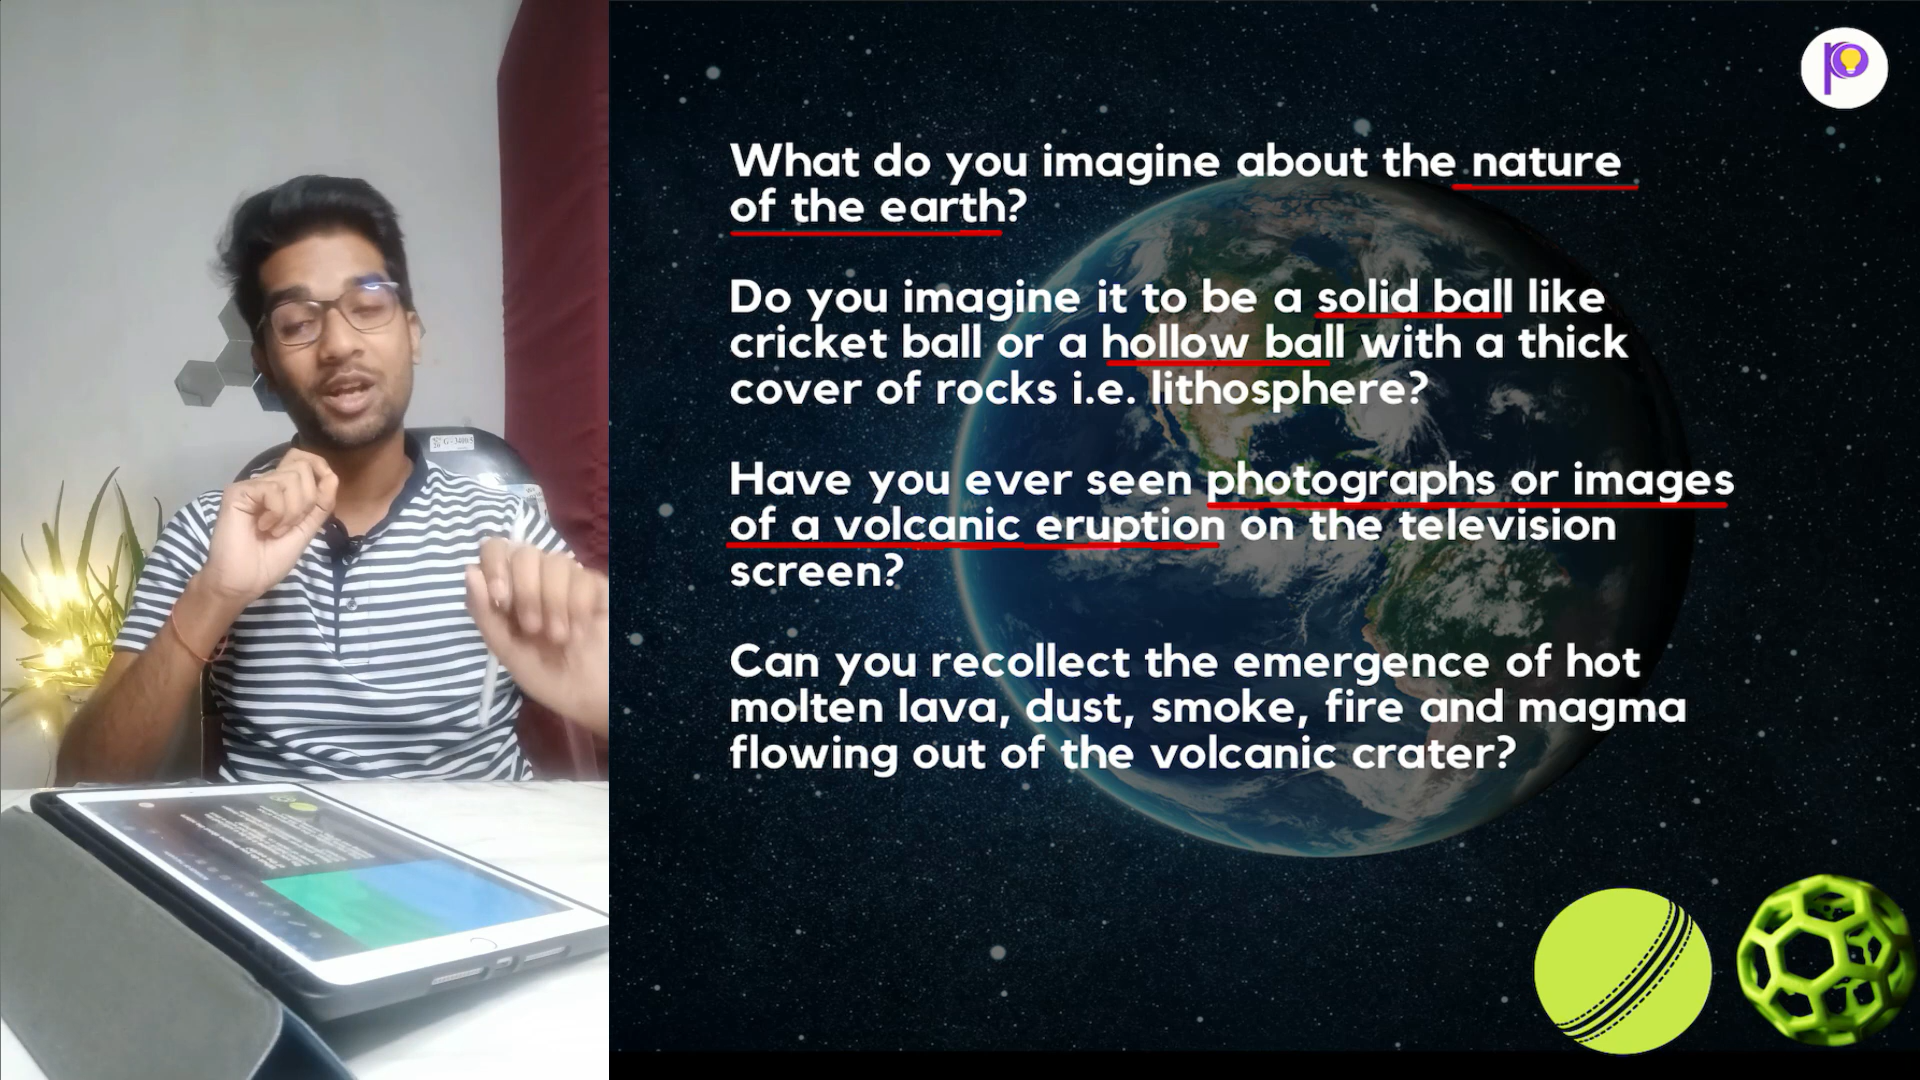 What do you imagine about the nature
of the earth?
Do you imagine it to be a solid ball like
cricket ball or a hollow ball with a thick
cover of rocks i.e. lithosphere?
Have you ever seen photographs or images
of a volcanic eruption on the television
screen?
Can you recollect the emergence of hot
molten lava, dust, smoke, fire and magma
flowing out of the volcanic crater?